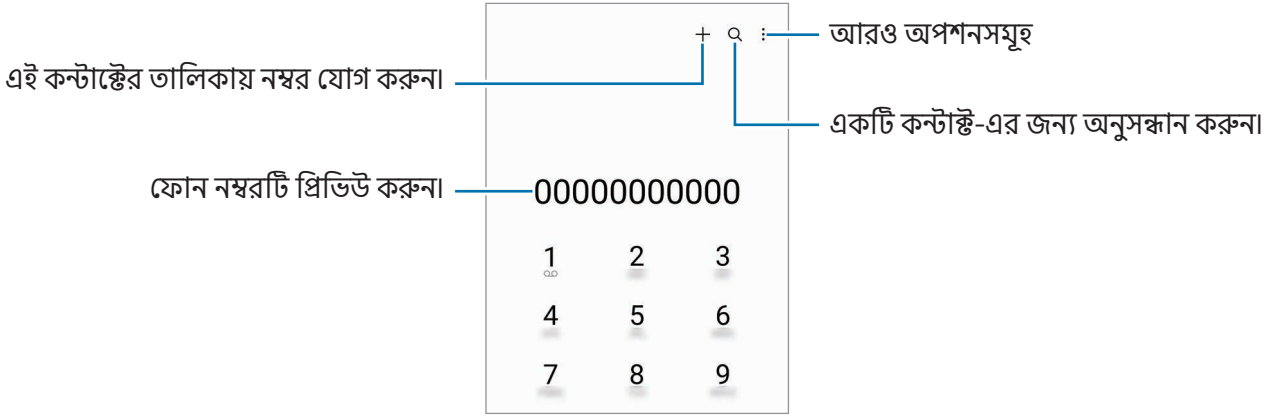 আরও অপশনসমূহ
এই কন্টাক্টের তালিকায় নম্বর যোগ করুন।
একটি কন্টাক্ট-এর জন্য অনুসন্ধান করুন।
ফোন নম্বরটি প্রিভিউ করুন।
00000000000
1 2 3
4 5 6
7 8 9